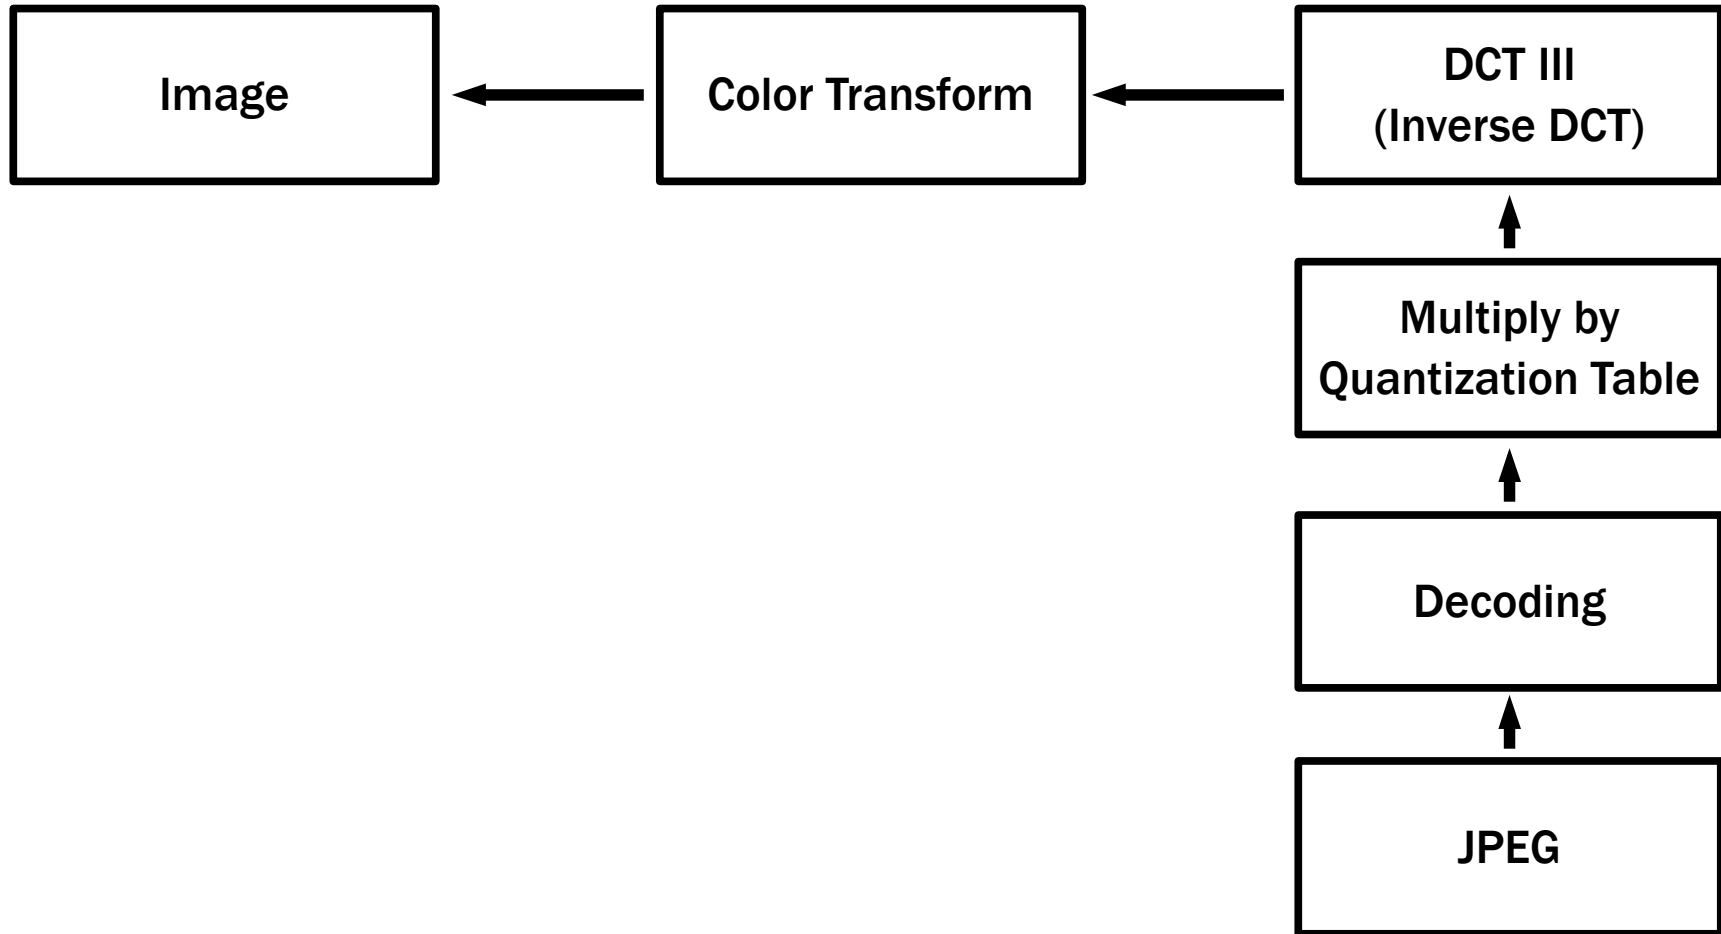 Image
Color Transform
DCT III
(Inverse DCT)
Multiply by
Quantization Table
Decoding
JPEG